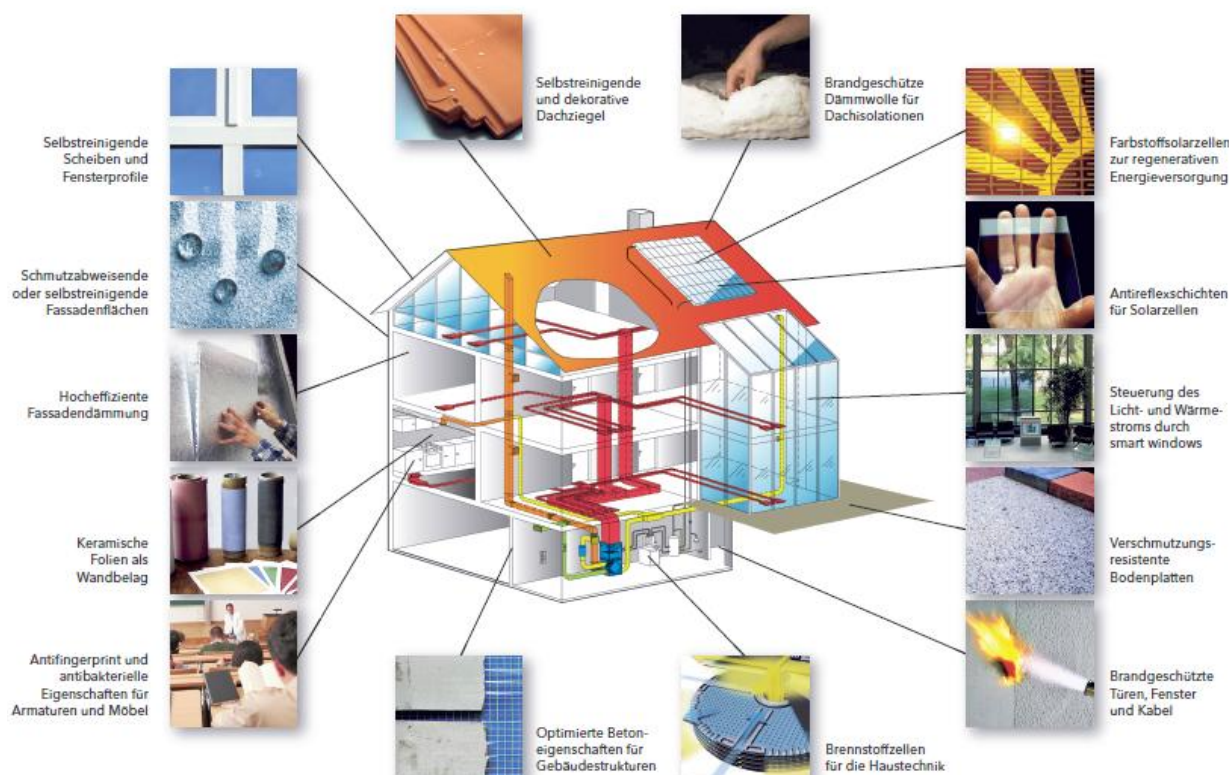 Selbstreinigende
und dekorative
Dachziegel
Brandgeschütze
Dämmwolle für
Dachisolationen
Selbstreinigende
Scheiben und
Fensterprofile
Farbstoffsolarzellen
zur regenerativen
Energieversorgung
Schmutzabweisende
oder selbstreinigende
Fassadenflächen
Antireflexschichten
für Solarzellen
Hocheffiziente
Fassadendämmung
Steuerung des
Licht- und Wärme-
stroms durch
smart windows
Keramische
Folien als
Wandbelag
Verschmutzungs-
resistente
Bodenplatten
Antifingerprint und
antibakterielle
Eigenschaften für
Armaturen und Möbel
Brandgeschützte
Türen, Fenster
und Kabel
Optimierte Beton-
eigenschaften für
Gebäudestrukturen
Brennstoffzellen
für die Haustechnik